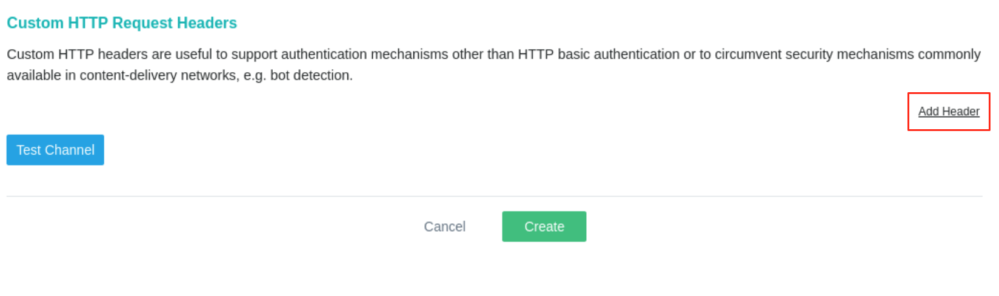 Custom HTTP Request Headers
Custom HTTP headers are useful to support authentication mechanisms other than HTTP basic authentication or to circumvent security mechanisms commonly
available in content-delivery networks, e.g. bot detection.
Add Header
Test Channel
Cancel
Create